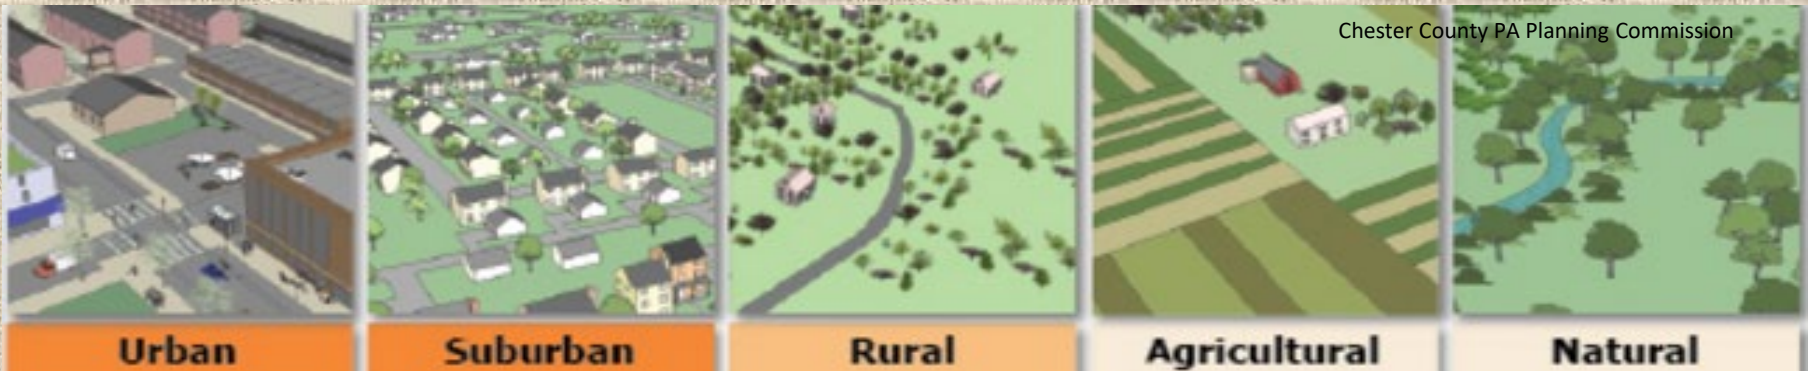 Chester County PA Planning Commission
Urban
Suburban
Rural
Agricultural
Natural